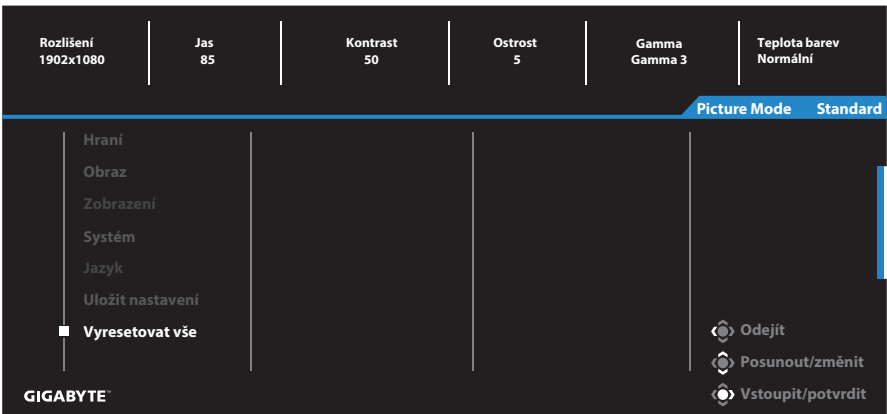 Rozlišení
1902x1080
Jas
85
Kontrast
50
Ostrost
5
Gamma
Gamma 3
Teplota barev
Normální
Picture Mode Standard
Hraní
Obraz
Zobrazení
Systém
Jazyk
Uložit nastavení
Vyresetovat vše
Odejít
Posunout/změnit
Vstoupit/potvrdit
GIGABYTE™